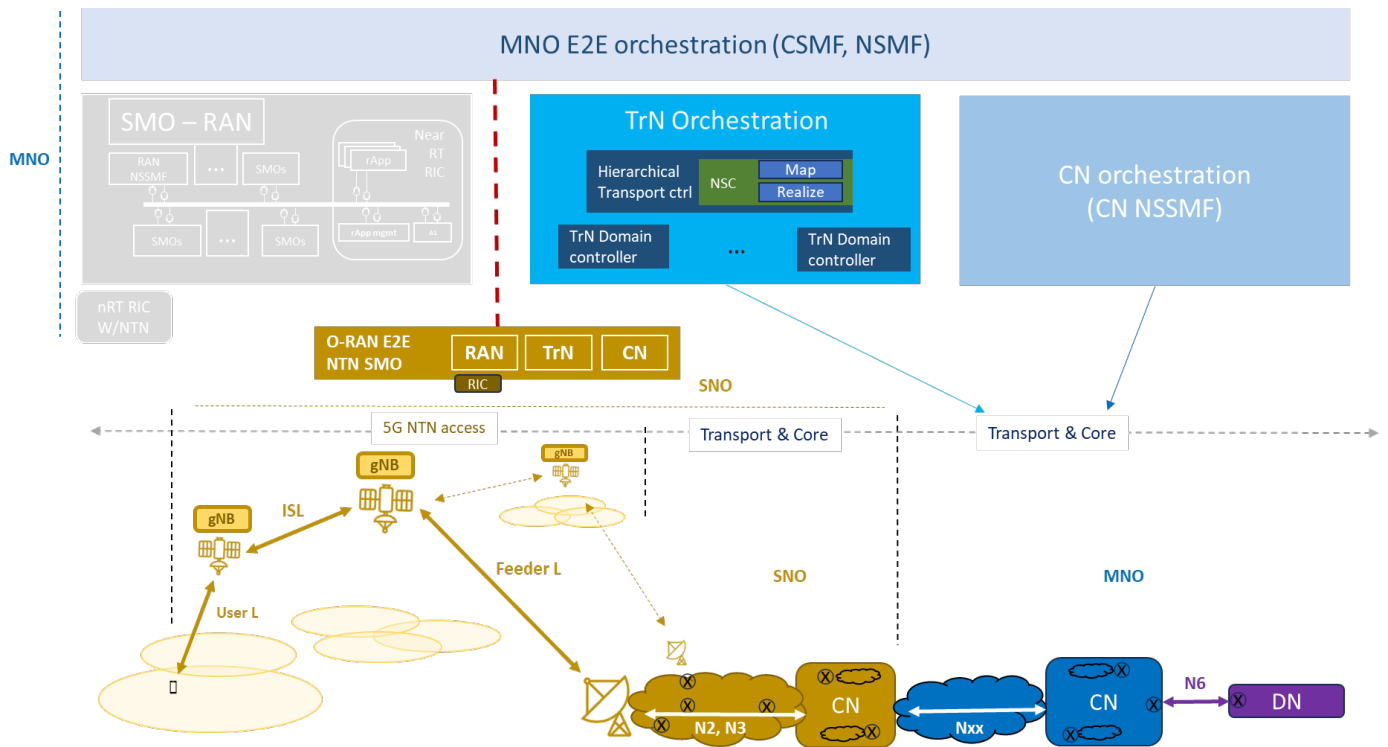 MNO E2E orchestration (CSMF, NSMF)
MNO
SMO – RAN
RAN
NSSMF
...
SMOs
Near
RT
RIC
rApp
SMOs
...
SMOs
rApp mgmt
A1
nRT RIC
W/NTN
TrN Orchestration
Hierarchical
Transport ctrl
NSC
Map
Realize
TrN Domain
controller
...
TrN Domain
controller
CN orchestration
(CN NSSMF)
O-RAN E2E
NTN SMO
RAN
TrN
CN
RIC
SNO
5G NTN access
Transport & Core
Transport & Core
gNB
gNB
gNB
ISL
Feeder L
User L
SNO
MNO
X
X
X
X
N2, N3
X
CN
X
Nxx
X
CN
X
X
N6
X
DN